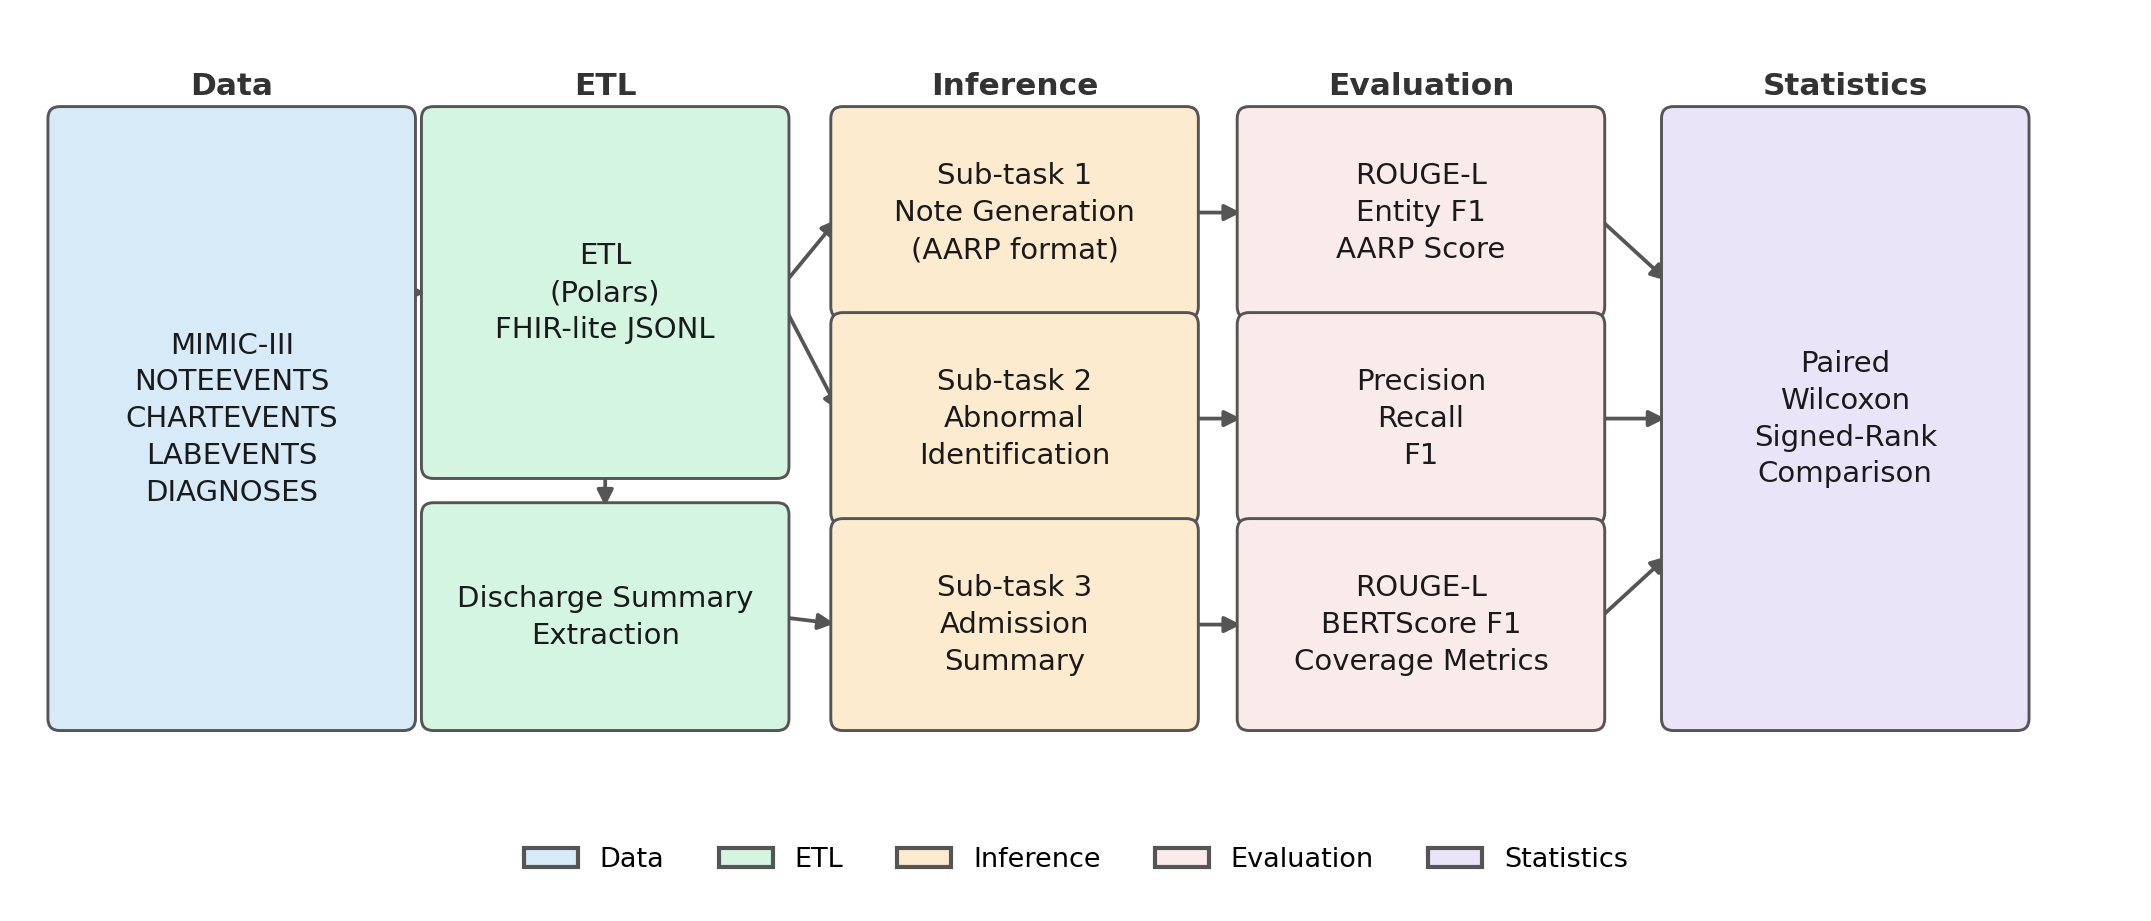 Data
ETL
Inference
Evaluation
Statistics
MIMIC-III
NOTEEVENTS
CHARTEVENTS
LABEVENTS
DIAGNOSES
ETL
(Polars)
FHIR-lite JSONL
Discharge Summary
Extraction
Sub-task 1
Note Generation
(AARP format)
Sub-task 2
Abnormal
Identification
Sub-task 3
Admission
Summary
ROUGE-L
Entity F1
AARP Score
Precision
Recall
F1
ROUGE-L
BERTScore F1
Coverage Metrics
Paired
Wilcoxon
Signed-Rank
Comparison
Data
ETL
Inference
Evaluation
Statistics